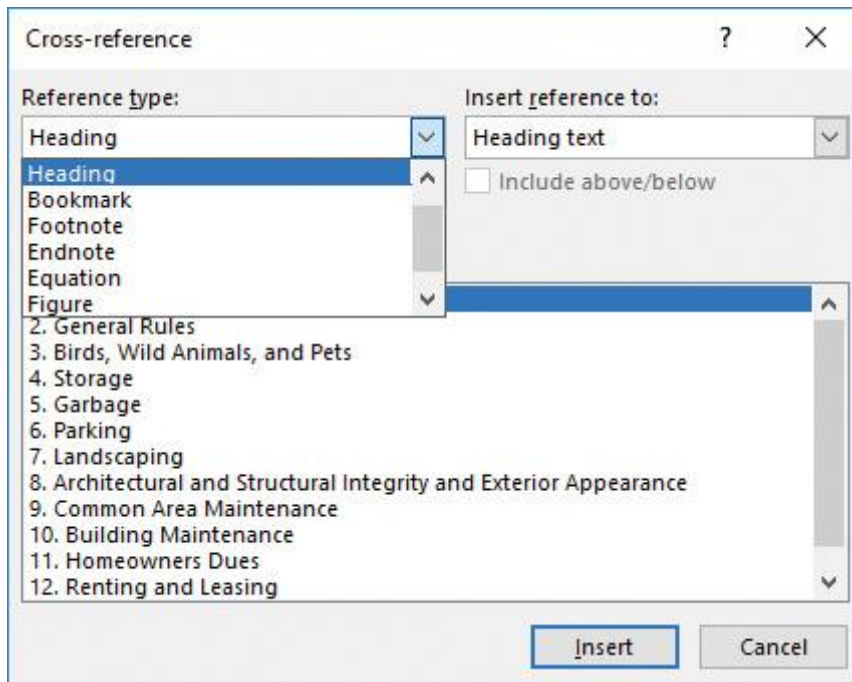 Cross-reference
Reference type:
Insert reference to:
Heading
Heading text
Heading
Bookmark
Footnote
Endnote
Equation
Figure
Include above/below
2. General Rules
3. Birds, Wild Animals, and Pets
4. Storage
5. Garbage
6. Parking
7. Landscaping
8. Architectural and Structural Integrity and Exterior Appearance
9. Common Area Maintenance
10. Building Maintenance
11. Homeowners Dues
12. Renting and Leasing
Insert
Cancel